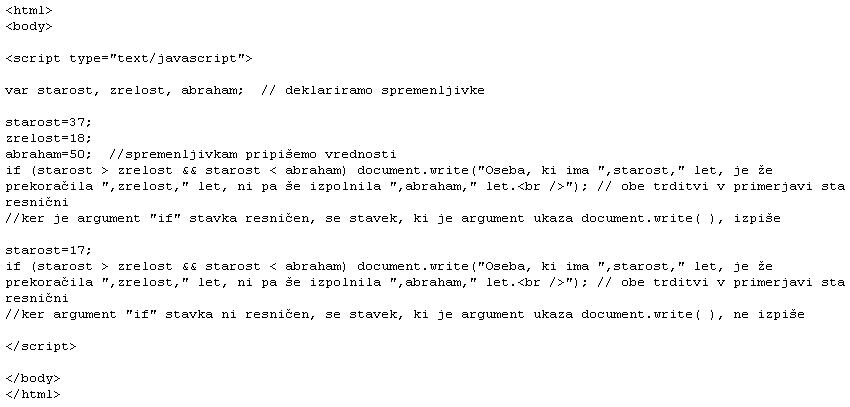 <html>
<body>
<script type="text/javascript">
var starost, zrelost, abraham;  // deklariramo spremenljivke
starost=37;
zrelost=18;
abraham=50;  //spremenljivkam pripišemo vrednosti
if (starost > zrelost && starost < abraham) document.write("Oseba, ki ima ",starost," let, je že
prekoračila ",zrelost," let, ni pa še izpolnila ",abraham," let.<br />"); // obe trditvi v primerjavi sta
resnični
//ker je argument "if" stavka resničen, se stavek, ki je argument ukaza document.write( ), izpiše
starost=17;
if (starost > zrelost && starost < abraham) document.write("Oseba, ki ima ",starost," let, je že
prekoračila ",zrelost," let, ni pa še izpolnila ",abraham," let.<br />"); // obe trditvi v primerjavi sta
resnični
//ker argument "if" stavka ni resničen, se stavek, ki je argument ukaza document.write( ), ne izpiše
</script>
</body>
</html>